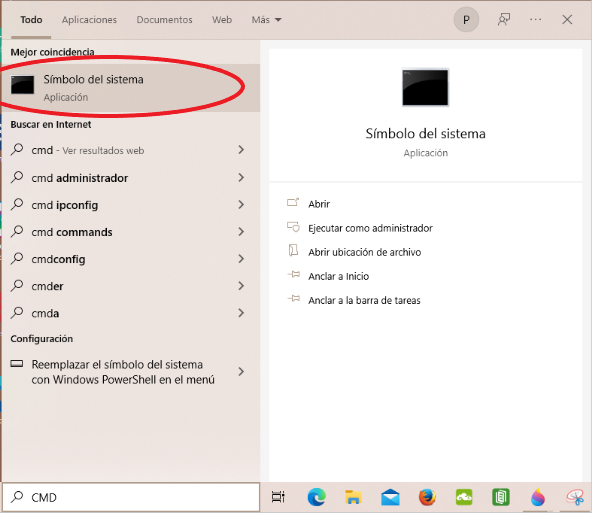 Todo Aplicaciones Documentos Web Más P
Mejor coincidencia
Símbolo del sistema
Aplicación
Buscar en Internet
cmd - Ver resultados web
cmd administrador
cmd ipconfig
cmd commands
cmdconfig
cmder
cmda
Configuración
Reemplazar el símbolo del sistema
con Windows PowerShell en el menú
Símbolo del sistema
Aplicación
Abrir
Ejecutar como administrador
Abrir ubicación de archivo
Anclar a Inicio
Anclar a la barra de tareas
CMD